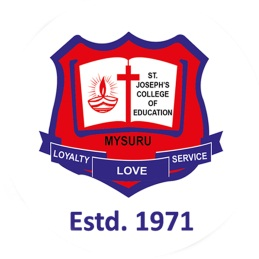 ST.
JOSEPH'S
COLLEGE
OF
EDUCATION
MYSURU
LOYALTY
LOVE
SERVICE
Estd. 1971